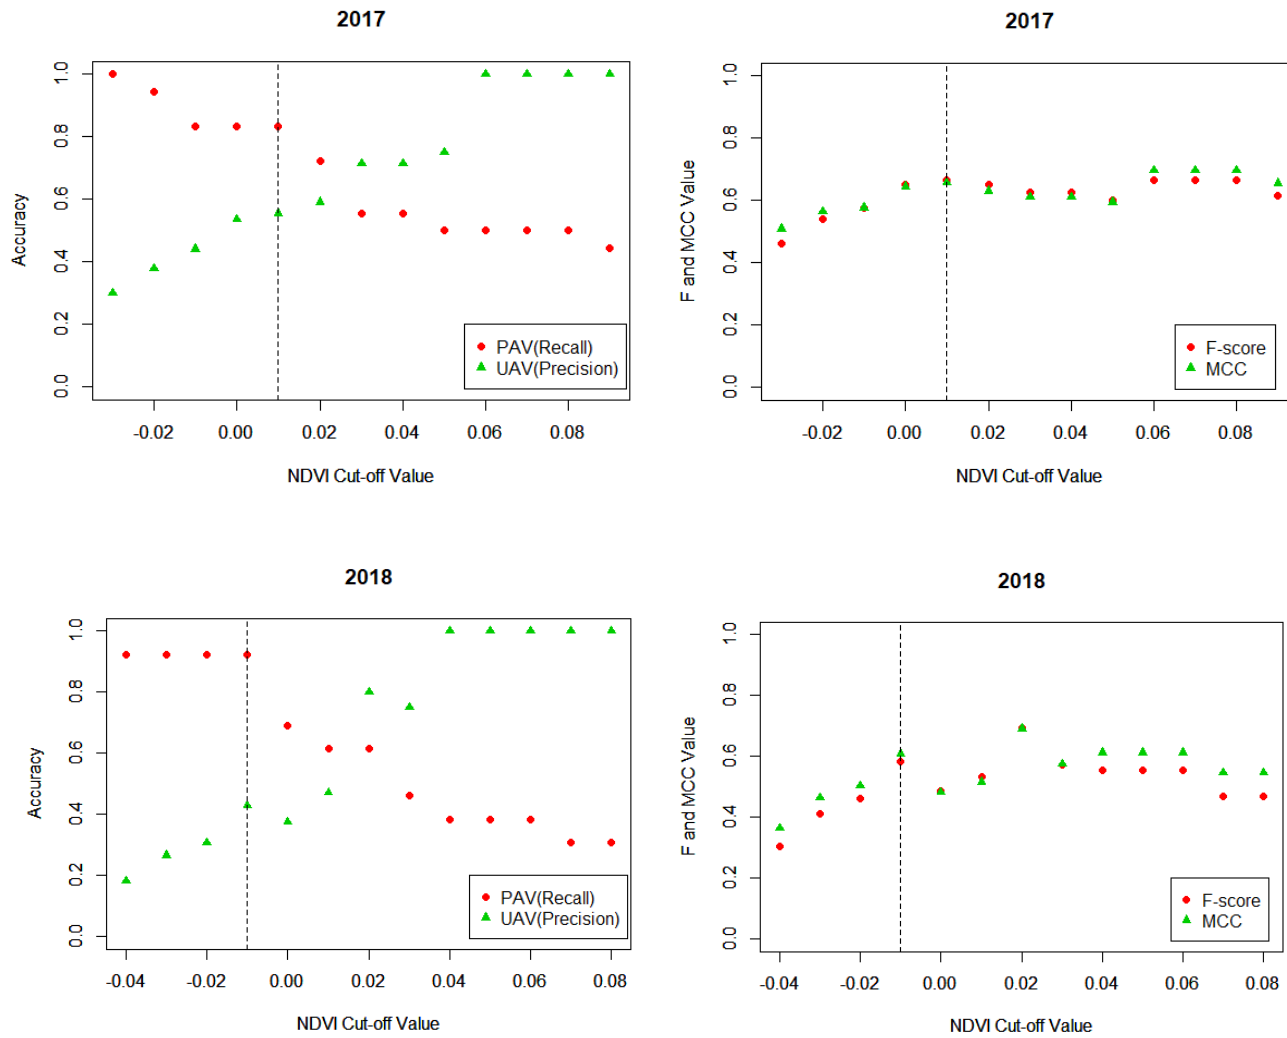 2017
Accuracy
1.0
0.8
0.6
0.4
0.2
0.0
PAV(Recall)
UAV(Precision)
-0.02 0.00 0.02 0.04 0.06 0.08
NDVI Cut-off Value
2017
F and MCC Value
1.0
0.8
0.6
0.4
0.2
0.0
F-score
MCC
-0.02 0.00 0.02 0.04 0.06 0.08
NDVI Cut-off Value
2018
Accuracy
1.0
0.8
0.6
0.4
0.2
0.0
PAV(Recall)
UAV(Precision)
-0.04 -0.02 0.00 0.02 0.04 0.06 0.08
NDVI Cut-off Value
2018
F and MCC Value
1.0
0.8
0.6
0.4
0.2
0.0
F-score
MCC
-0.04 -0.02 0.00 0.02 0.04 0.06 0.08
NDVI Cut-off Value